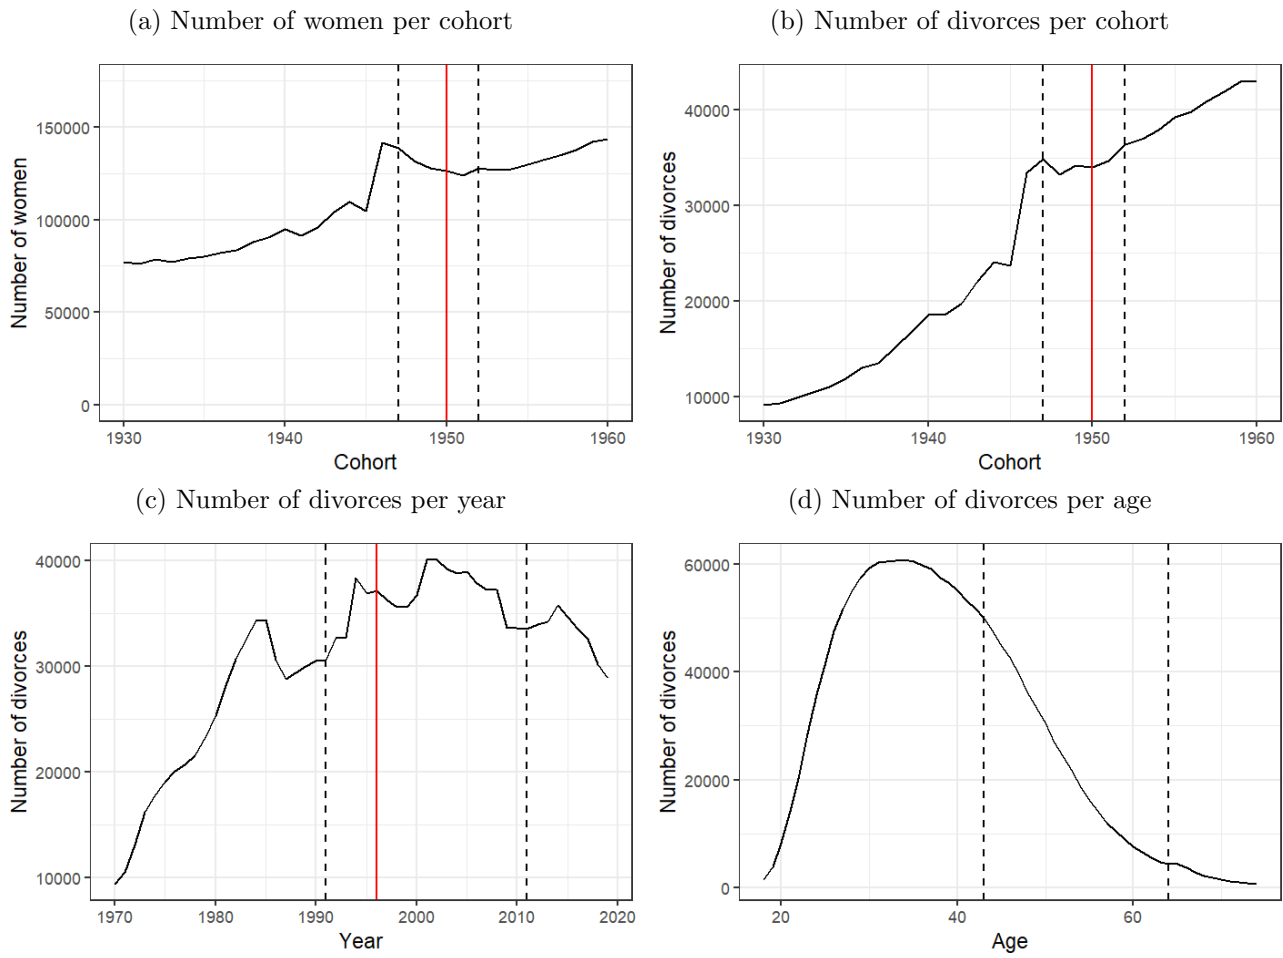 (a) Number of women per cohort
Number of women
150000
100000
50000
0
1930 1940 1950 1960
Cohort
(b) Number of divorces per cohort
Number of divorces
40000
30000
20000
10000
1930 1940 1950 1960
Cohort
(c) Number of divorces per year
Number of divorces
40000
30000
20000
10000
1970 1980 1990 2000 2010 2020
Year
(d) Number of divorces per age
Number of divorces
60000
40000
20000
0
20 40 60
Age